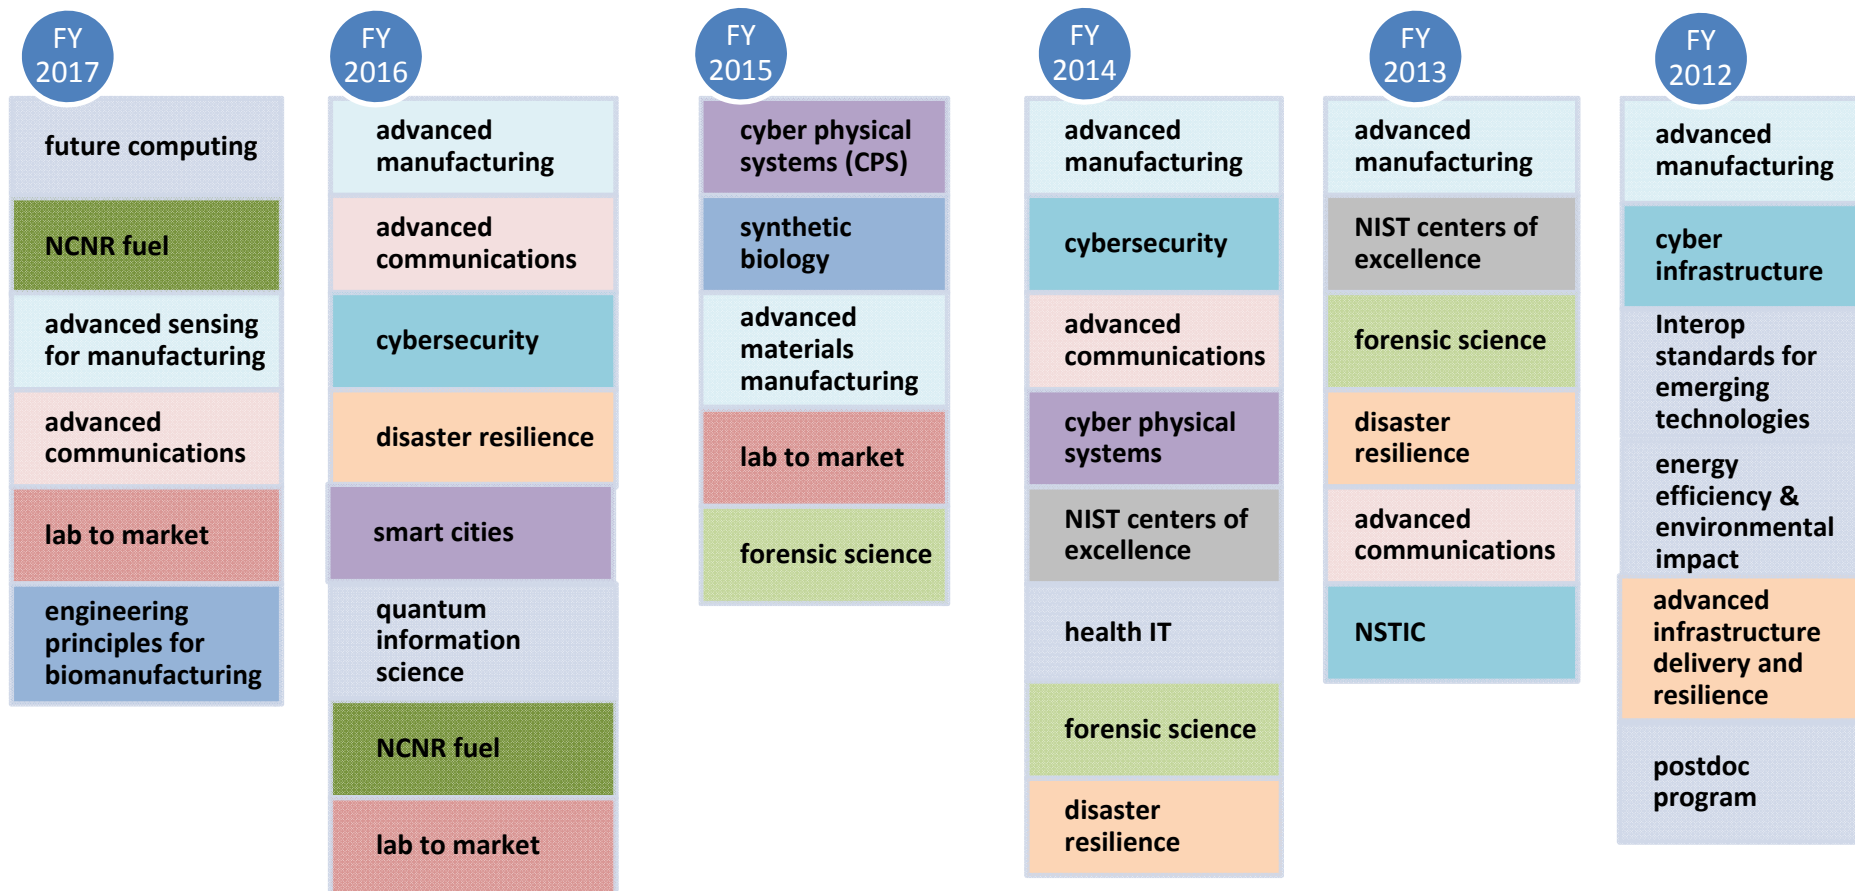 FY
2017
future computing
NCNR fuel
advanced sensing
for manufacturing
advanced
communications
lab to market
engineering
principles for
biomanufacturing
FY
2016
advanced
manufacturing
advanced
communications
cybersecurity
disaster resilience
smart cities
quantum
information
science
NCNR fuel
lab to market
FY
2015
cyber physical
systems (CPS)
synthetic
biology
advanced
materials
manufacturing
lab to market
forensic science
FY
2014
advanced
manufacturing
cybersecurity
advanced
communications
cyber physical
systems
NIST centers of
excellence
health IT
forensic science
disaster
resilience
FY
2013
advanced
manufacturing
NIST centers of
excellence
forensic science
disaster
resilience
advanced
communications
NSTIC
FY
2012
advanced
manufacturing
cyber
infrastructure
Interop
standards for
emerging
technologies
energy
efficiency &
environmental
impact
advanced
infrastructure
delivery and
resilience
postdoc
program